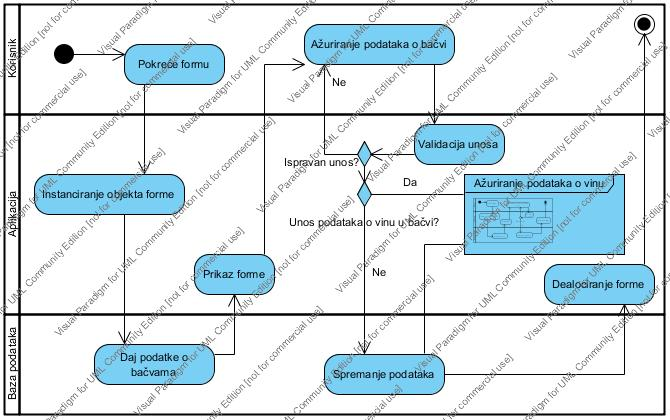 Korisnik
Pokreće formu
Ažuriranje podataka o bačvi
Ne
Aplikacija
Validacija unosa
Ispravan unos?
Instanciranje objekta forme
Da
Ažuriranje podataka o vinu
Unos podataka o vinu u bačvi?
Prikaz forme
Ne
Dealociranje forme
Baza podataka
Daj podatke o
bačvama
Spremanje podataka
Visual Paradigm for UML Community Edition [not for commercial use]